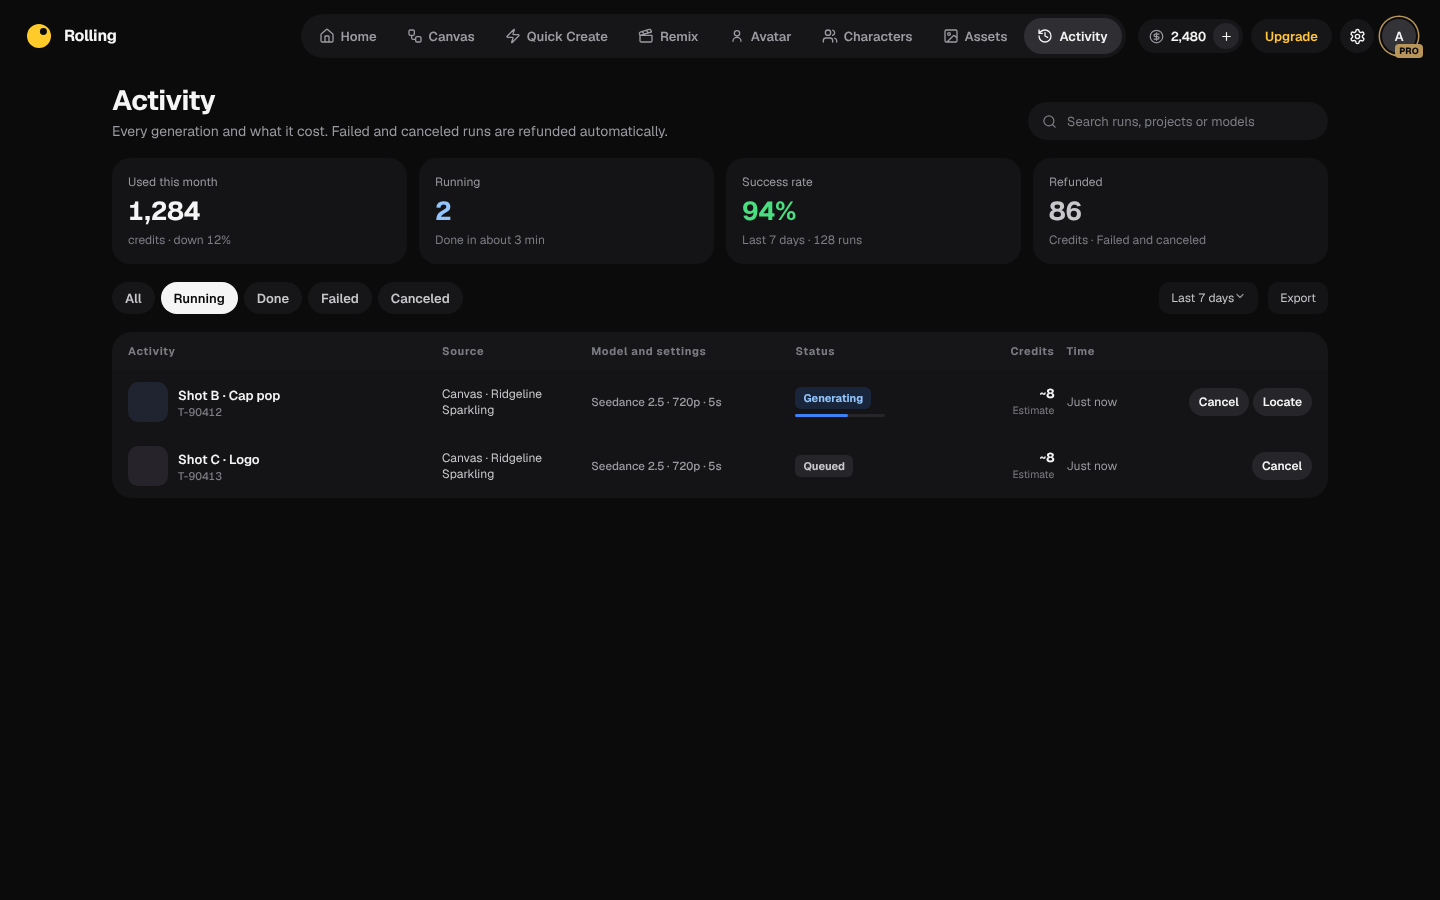 Rolling
Home
Canvas
Quick Create
Remix
Avatar
Characters
Assets
Activity
2,480
Upgrade
A
PRO
Activity
Every generation and what it cost. Failed and canceled runs are refunded automatically.
Search runs, projects or models
Used this month
1,284
credits · down 12%
Running
2
Done in about 3 min
Success rate
94%
Last 7 days · 128 runs
Refunded
86
Credits · Failed and canceled
All
Running
Done
Failed
Canceled
Last 7 days
Export
Activity
Source
Model and settings
Status
Credits
Time
Shot B · Cap pop
T-90412
Canvas · Ridgeline
Sparkling
Seedance 2.5 · 720p · 5s
Generating
~8
Estimate
Just now
Cancel
Locate
Shot C · Logo
T-90413
Canvas · Ridgeline
Sparkling
Seedance 2.5 · 720p · 5s
Queued
~8
Estimate
Just now
Cancel